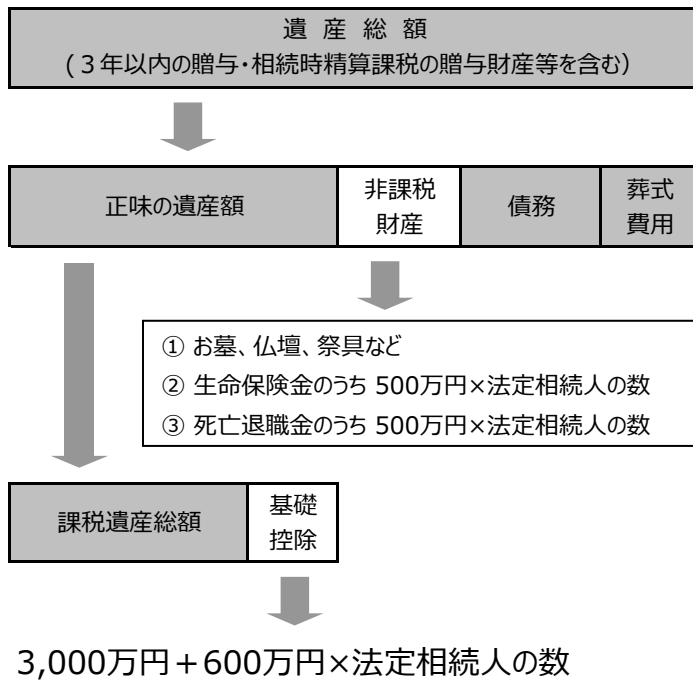 遺 産 総 額
(３年以内の贈与・相続時精算課税の贈与財産等を含む)
正味の遺産額
非課税
財産
債務
葬式
費用
① お墓、仏壇、祭具など
② 生命保険金のうち 500万円×法定相続人の数
③ 死亡退職金のうち 500万円×法定相続人の数
課税遺産総額
基礎
控除
3,000万円＋600万円×法定相続人の数